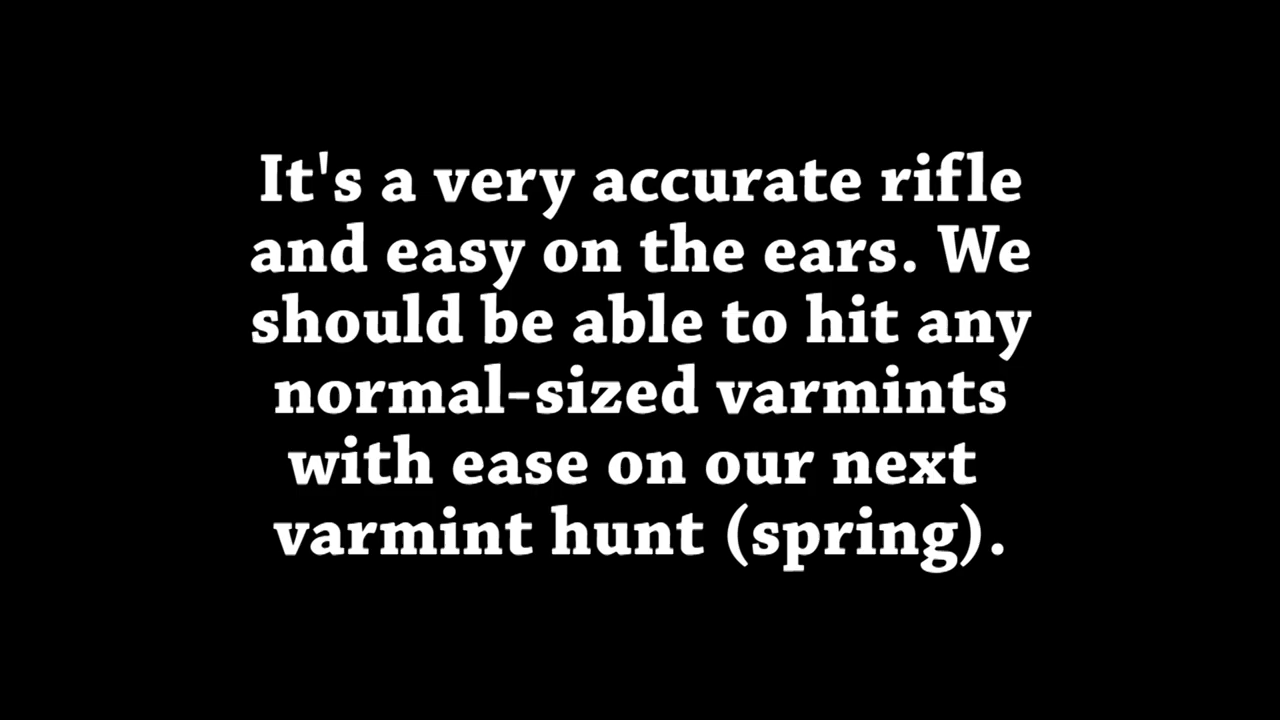 It's a very accurate rifle
and easy on the ears. We
should be able to hit any
normal-sized varmints
with ease on our next
varmint hunt (spring).